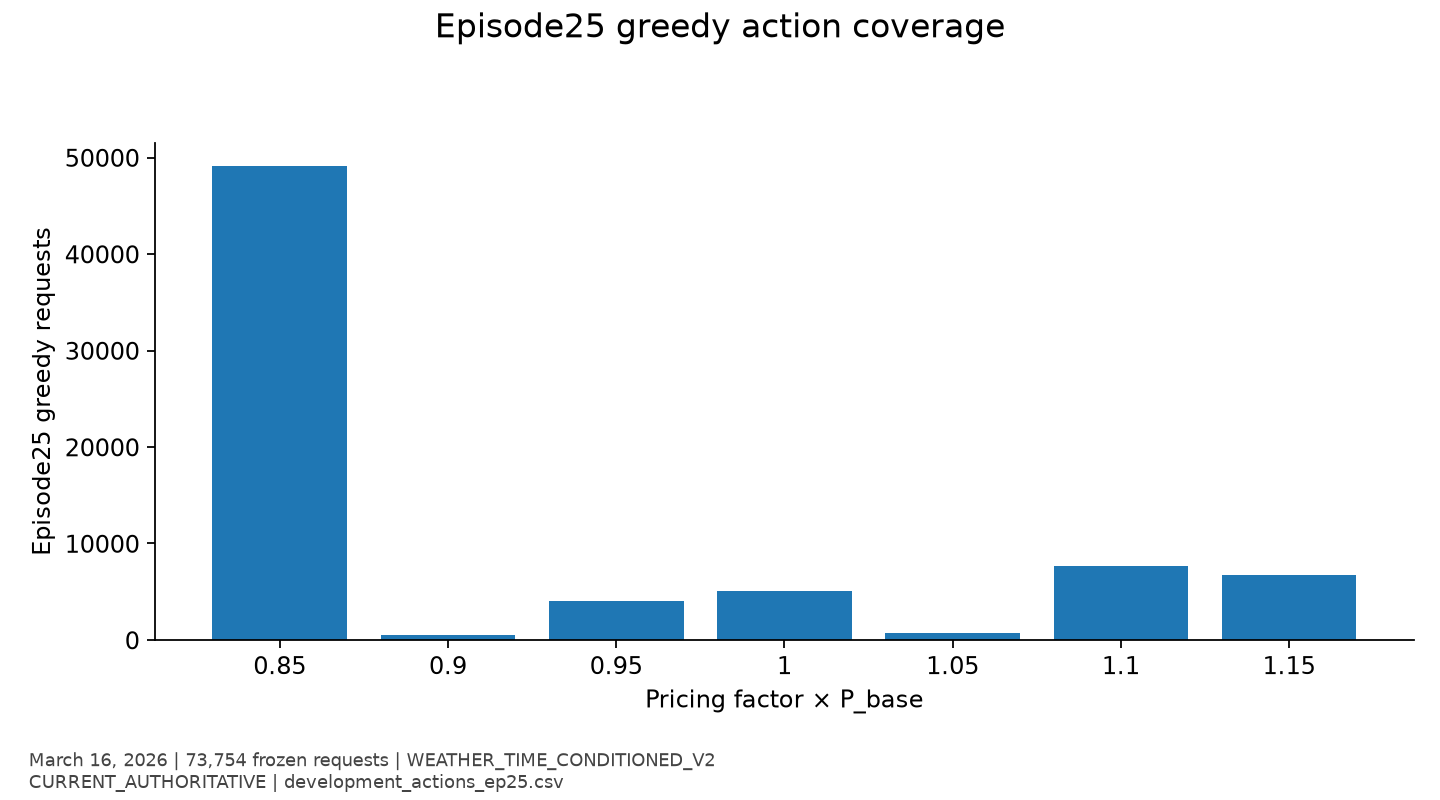 Episode25 greedy action coverage
Episode25 greedy requests
50000
40000
30000
20000
10000
0
0.85 0.9 0.95 1 1.05 1.1 1.15
Pricing factor × P_base
March 16, 2026 | 73,754 frozen requests | WEATHER_TIME_CONDITIONED_V2
CURRENT_AUTHORITATIVE | development_actions_ep25.csv